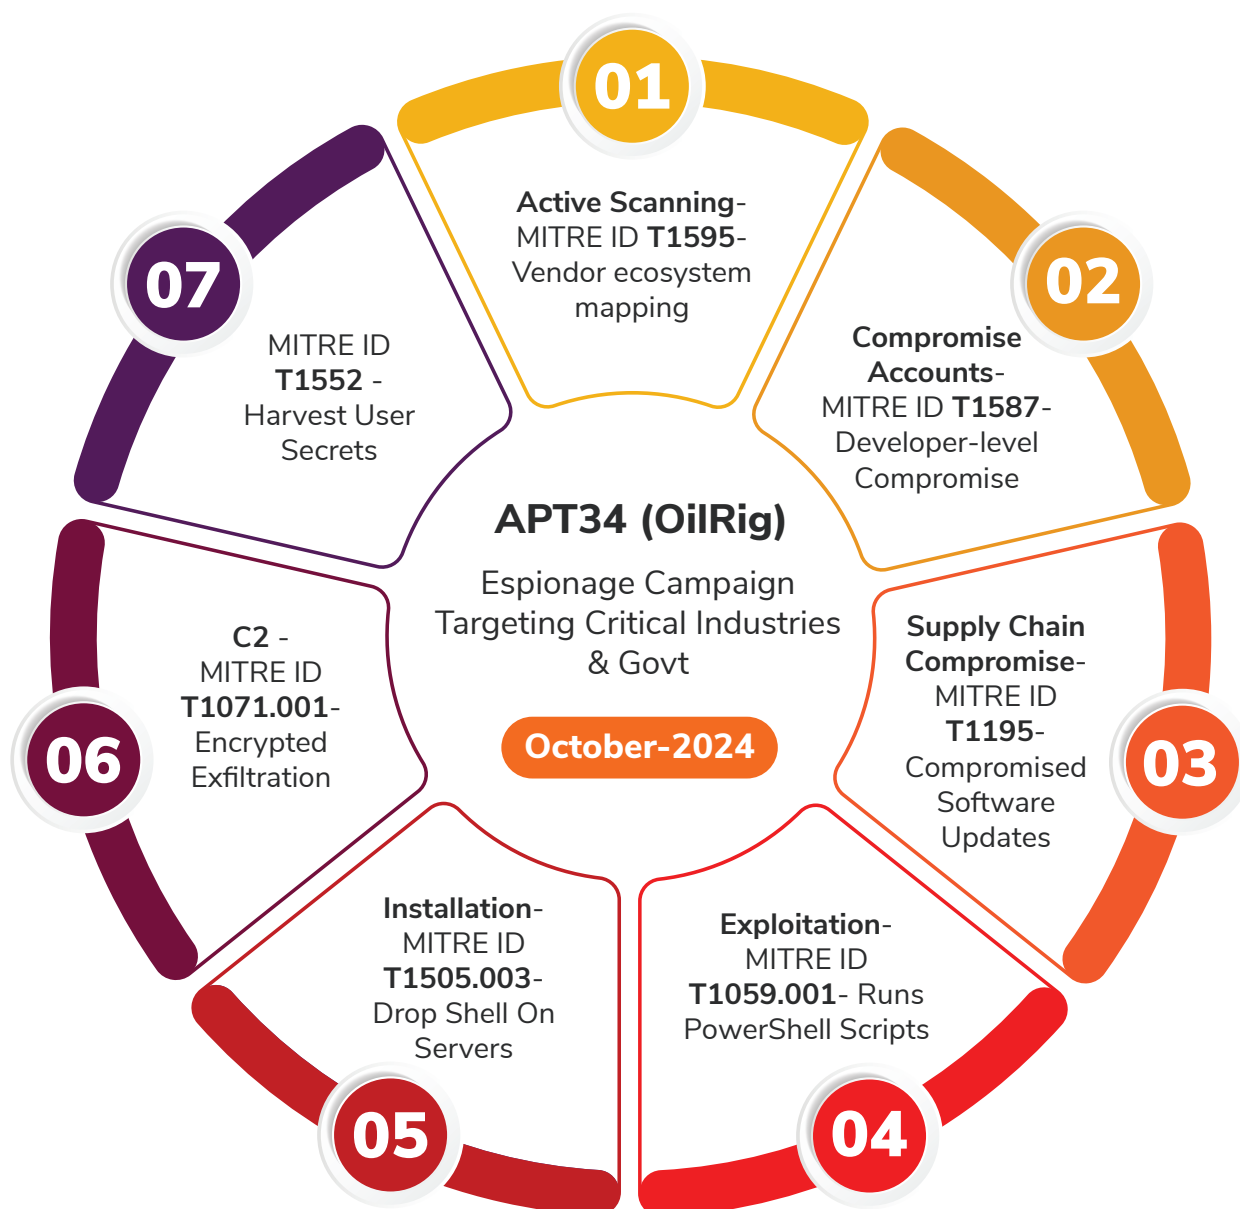 01
Active Scanning-
MITRE ID T1595-
Vendor ecosystem
mapping
02
Compromise
Accounts-
MITRE ID T1587-
Developer-level
Compromise
03
Supply Chain
Compromise-
MITRE ID
T1195-
Compromised
Software
Updates
04
Exploitation-
MITRE ID
T1059.001- Runs
PowerShell Scripts
05
Installation-
MITRE ID
T1505.003-
Drop Shell On
Servers
06
C2 -
MITRE ID
T1071.001-
Encrypted
Exfiltration
07
MITRE ID
T1552 -
Harvest User
Secrets
APT34 (OilRig)
Espionage Campaign
Targeting Critical Industries
& Govt
October-2024